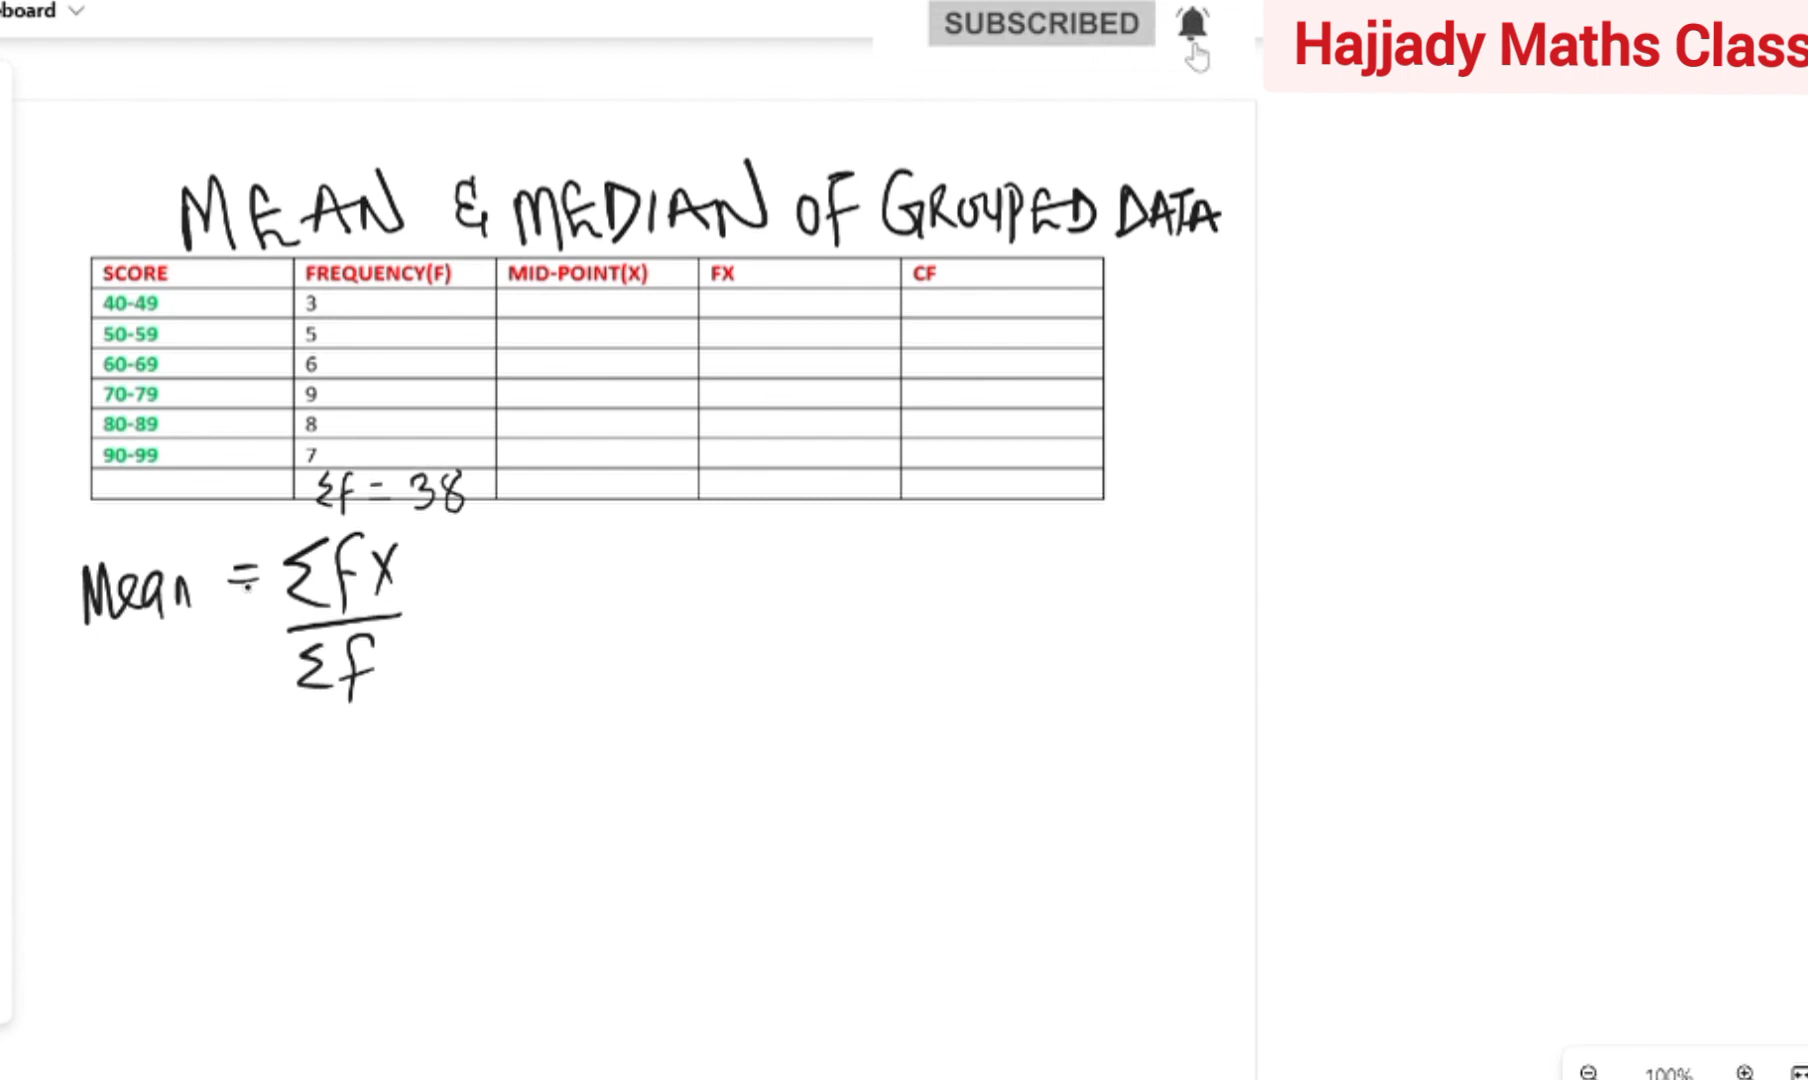 board
SUBSCRIBED
Hajjady Maths Class
MEAN & MEDIAN OF GROUPED DATA
SCORE FREQUENCY(F) MID-POINT(X) FX CF
40-49 3
50-59 5
60-69 6
70-79 9
80-89 8
90-99 7
Σf = 38
Mean = Σfx
Σf
100%